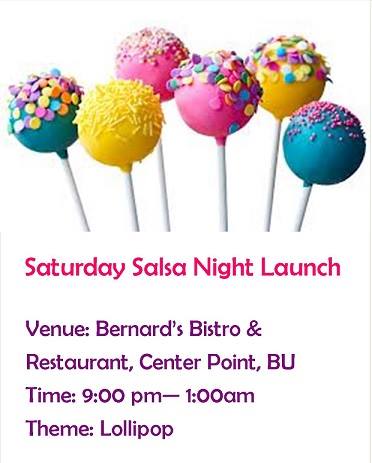 Saturday Salsa Night Launch
Venue: Bernard's Bistro &
Restaurant, Center Point, BU
Time: 9:00 pm— 1:00am
Theme: Lollipop